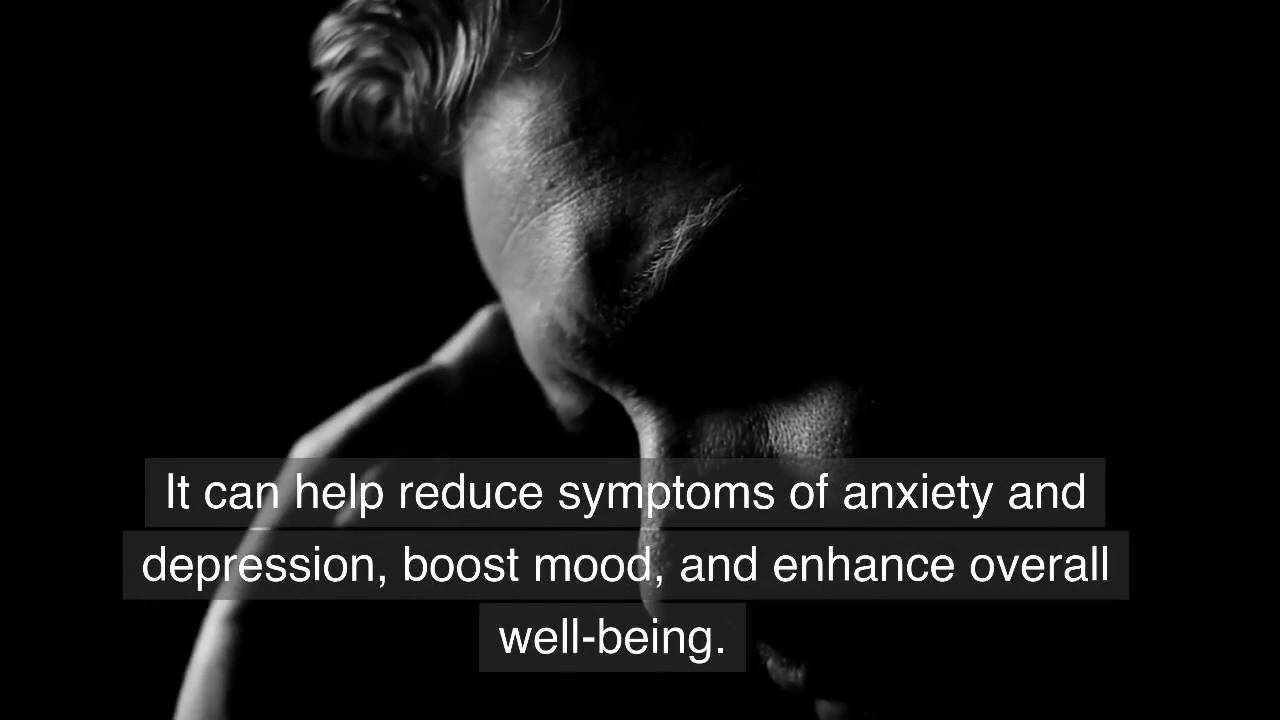 It can help reduce symptoms of anxiety and
depression, boost mood, and enhance overall
well-being.